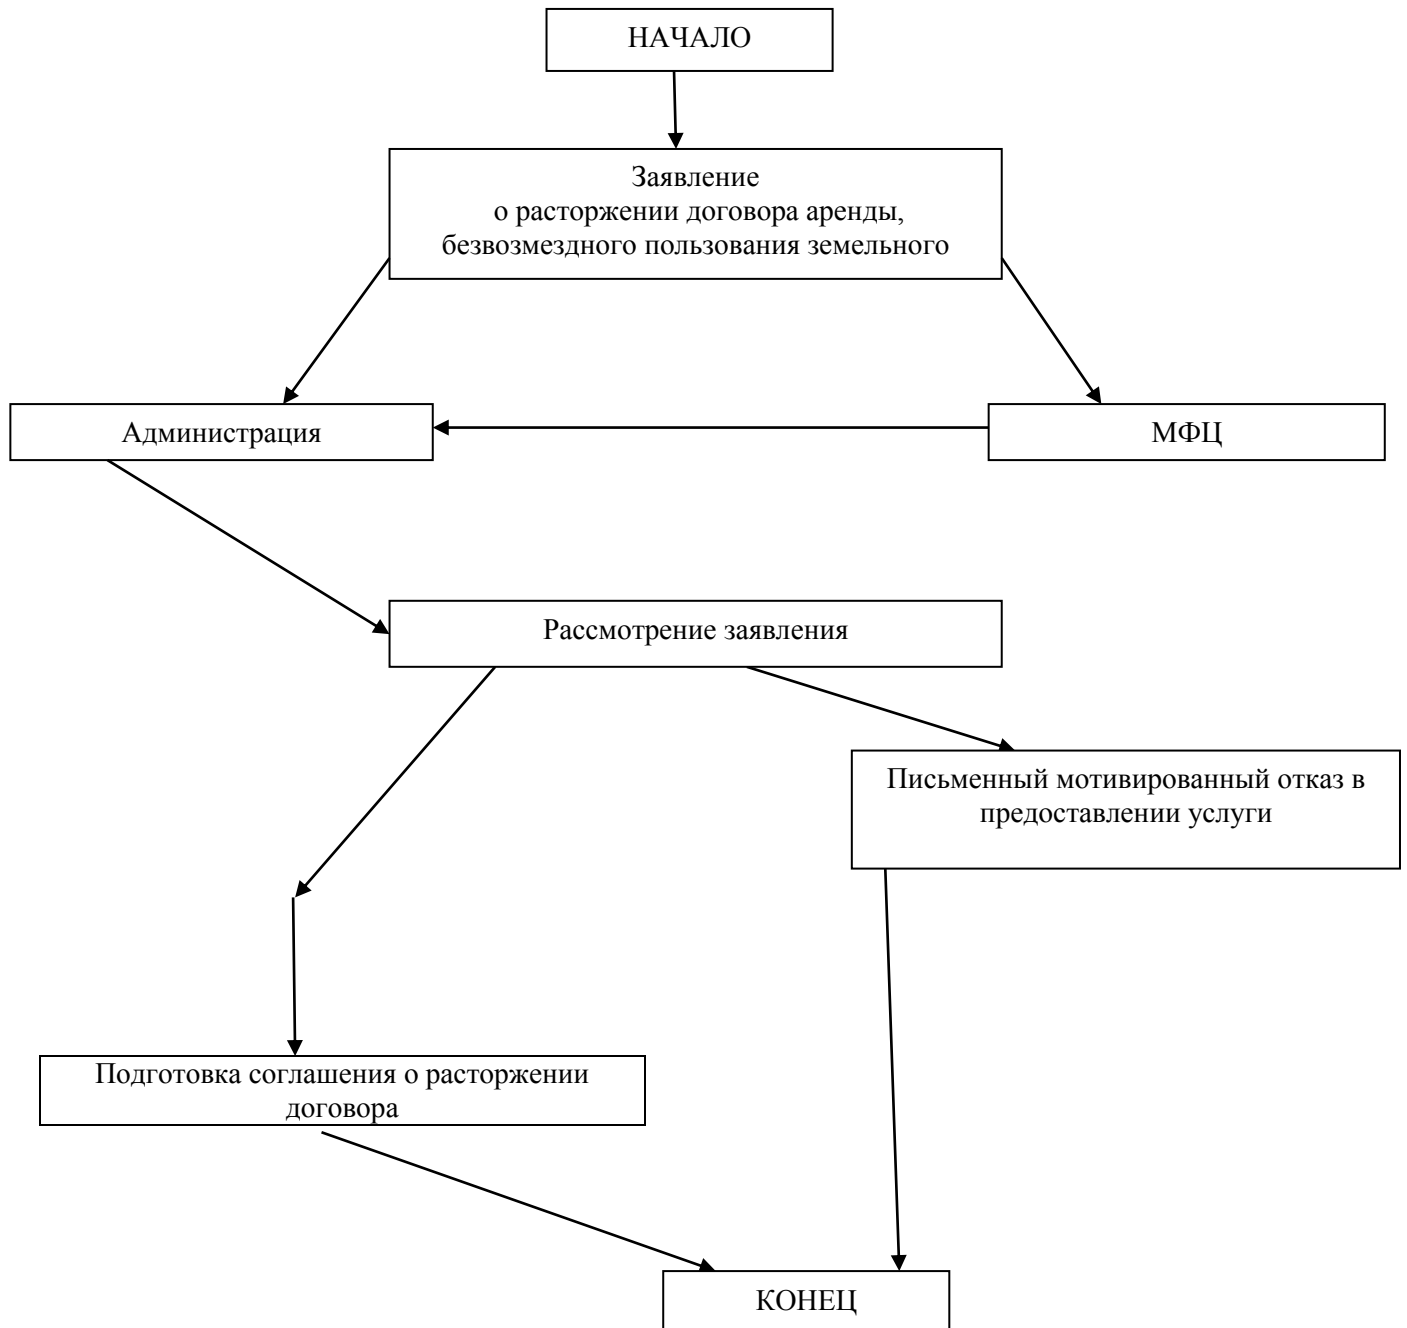 НАЧАЛО
Заявление
о расторжении договора аренды,
безвозмездного пользования земельного
Администрация
МФЦ
Рассмотрение заявления
Письменный мотивированный отказ в
предоставлении услуги
Подготовка соглашения о расторжении
договора
КОНЕЦ